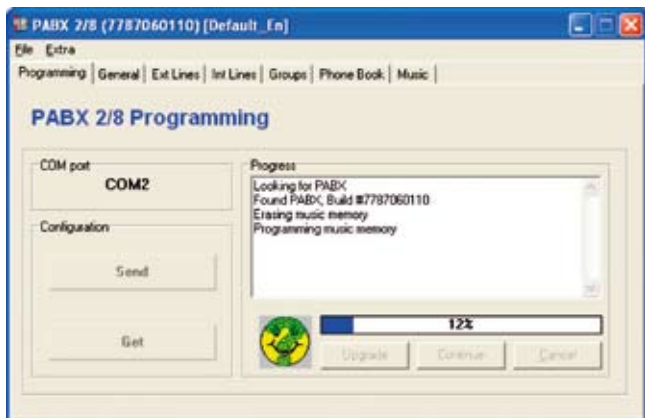 PABX 2/8 (7787060110) [Default_En]
File Extra
Programming General Ext Lines Int Lines Groups Phone Book Music
PABX 2/8 Programming
COM port
COM2
Configuration
Send
Get
Progress
Looking for PABX
Found PABX, Build #7787060110
Erasing music memory
Programming music memory
12%
Upgrade Continue Cancel